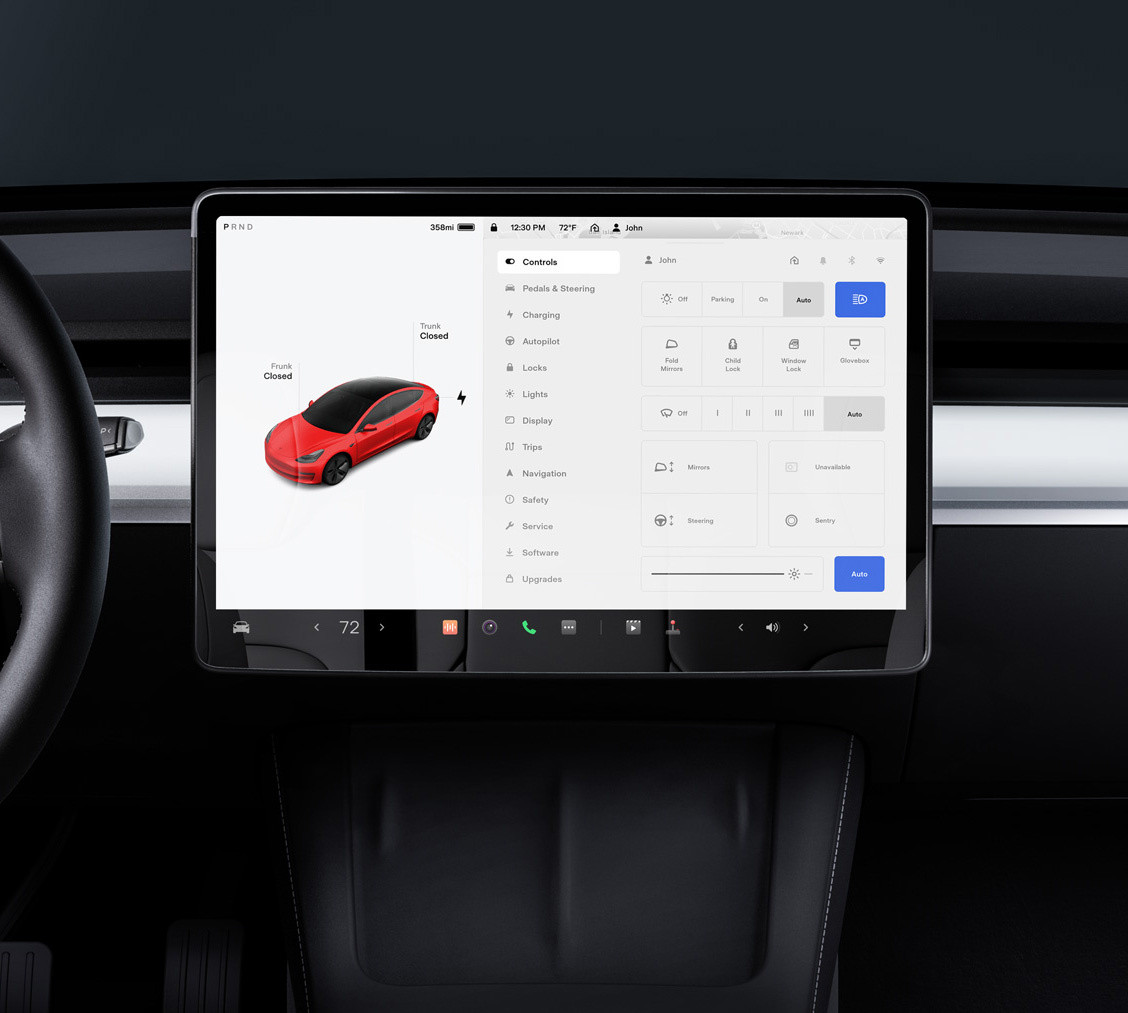 PRND
358mi
12:30 PM
72°F
John
Newark
Trunk
Closed
Frunk
Closed
Controls
Pedals & Steering
Charging
Autopilot
Locks
Lights
Display
Trips
Navigation
Safety
Service
Software
Upgrades
John
Off
Parking
On
Auto
A
Fold
Mirrors
Child
Lock
Window
Lock
Glovebox
Off
I
II
III
IIII
Auto
Mirrors
Unavailable
Steering
Sentry
Auto
72
P